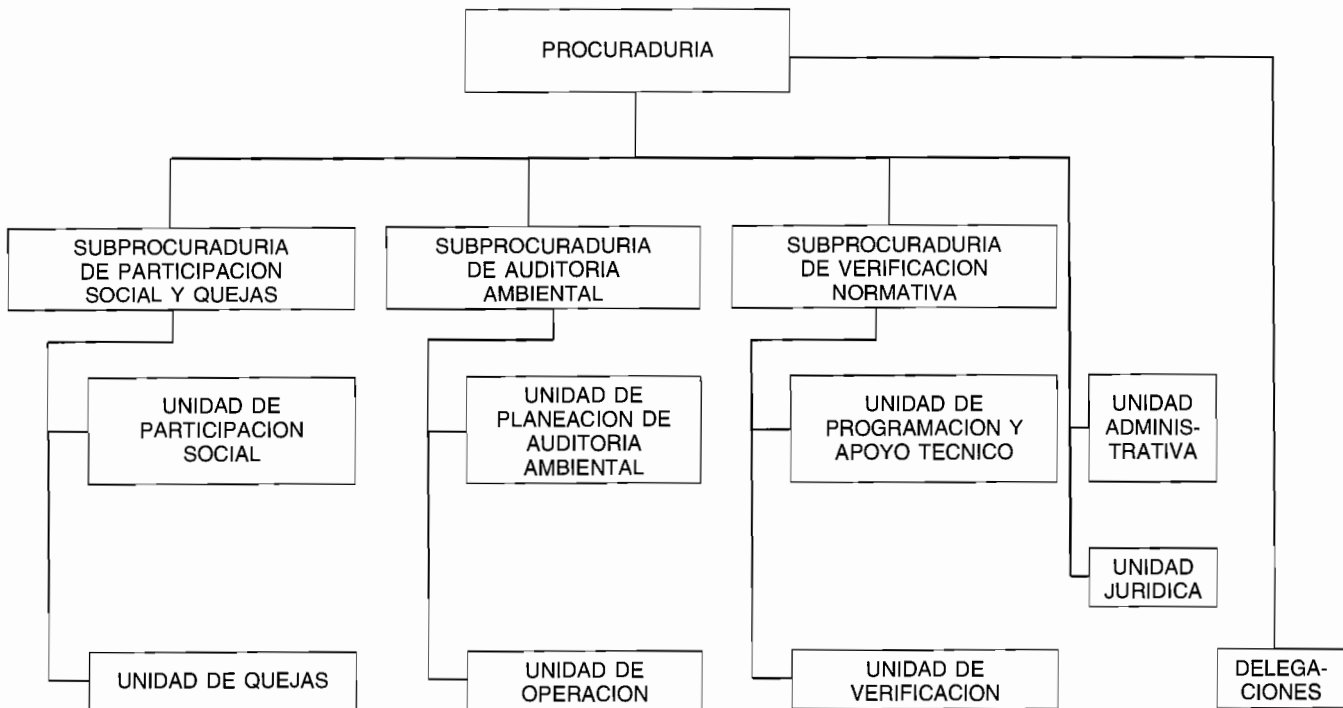 PROCURADURIA
SUBPROCURADURIA
DE PARTICIPACION
SOCIAL Y QUEJAS
SUBPROCURADURIA
DE AUDITORIA
AMBIENTAL
SUBPROCURADURIA
DE VERIFICACION
NORMATIVA
UNIDAD DE
PARTICIPACION
SOCIAL
UNIDAD DE
PLANEACION DE
AUDITORIA
AMBIENTAL
UNIDAD DE
PROGRAMACION Y
APOYO TECNICO
UNIDAD
ADMINIS-
TRATIVA
UNIDAD
JURIDICA
UNIDAD DE QUEJAS
UNIDAD DE
OPERACION
UNIDAD DE
VERIFICACION
DELEGA-
CIONES